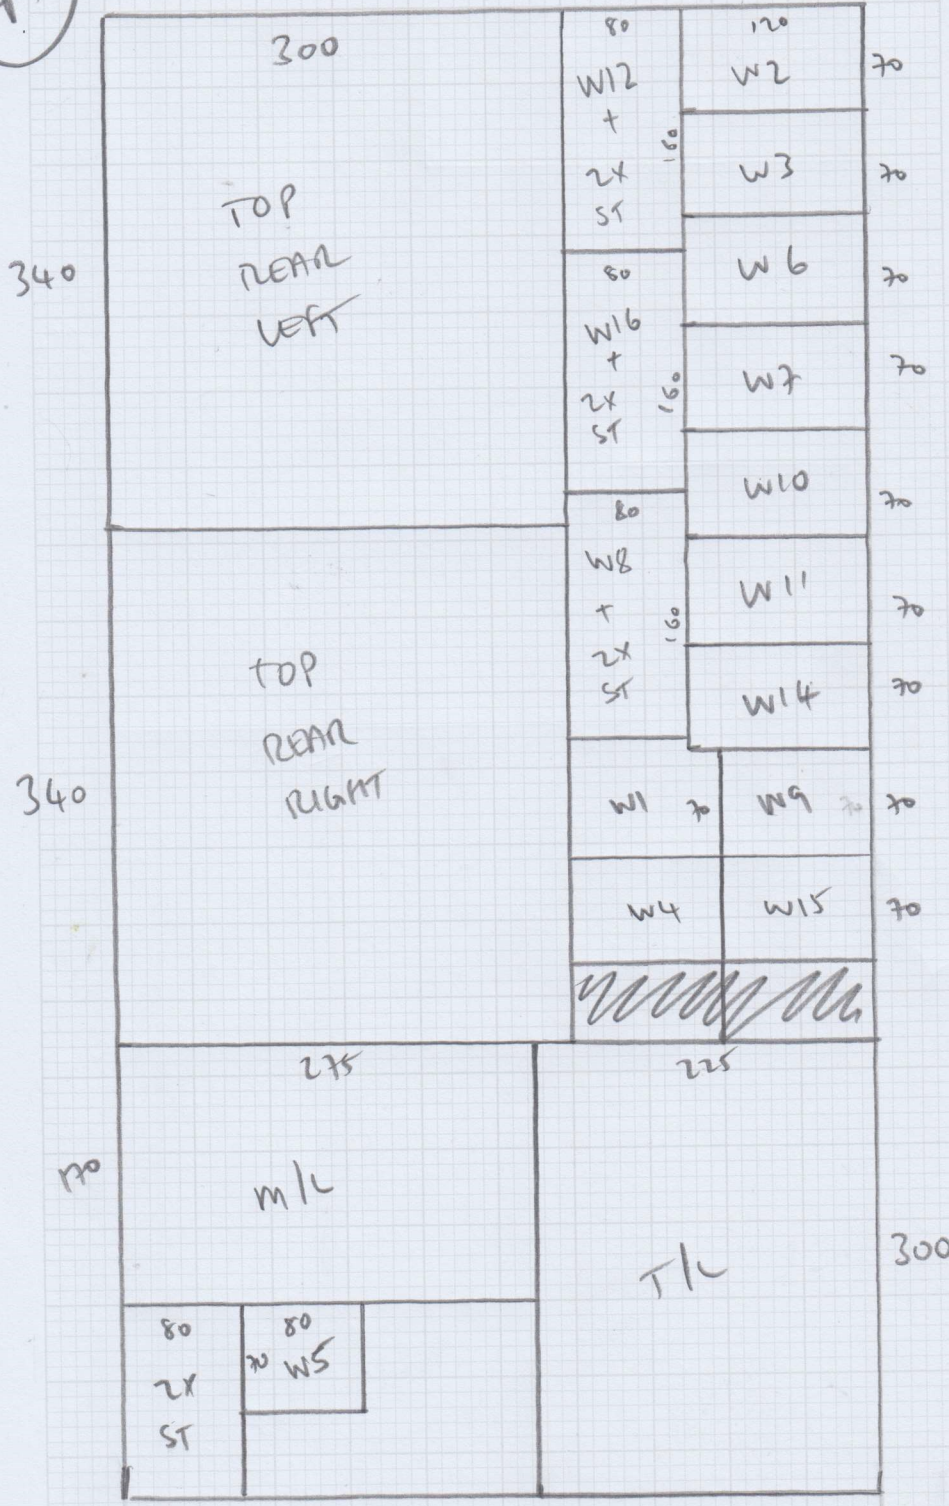 300
TOP
REAR
LEFT
340
80
W12
+
2X
ST
160
120
W2
70
W3
70
W6
70
80
W16
+
2X
ST
160
W7
70
W10
70
80
W8
+
2X
ST
160
W11
70
W14
70
TOP
REAR
RIGHT
340
W1
70
W9
70
70
W4
W15
70
275
M/L
170
225
T/L
300
80
2X
ST
80
70
W5